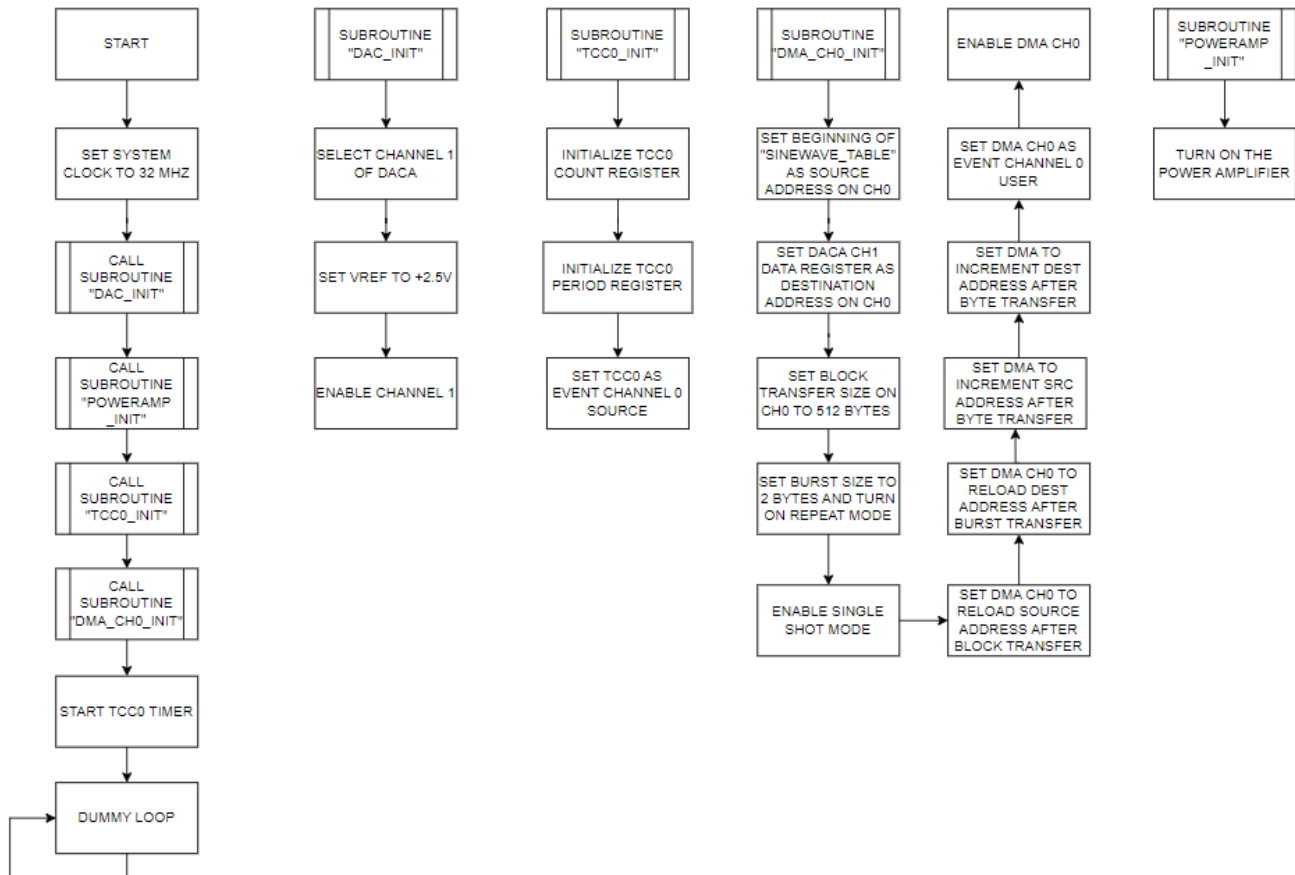 START
SET SYSTEM
CLOCK TO 32 MHZ
CALL
SUBROUTINE
"DAC_INIT"
CALL
SUBROUTINE
"POWERAMP
_INIT"
CALL
SUBROUTINE
"TCC0_INIT"
CALL
SUBROUTINE
"DMA_CH0_INIT"
START TCC0 TIMER
DUMMY LOOP
SUBROUTINE
"DAC_INIT"
SELECT CHANNEL 1
OF DACA
SET VREF TO +2.5V
ENABLE CHANNEL 1
SUBROUTINE
"TCC0_INIT"
INITIALIZE TCC0
COUNT REGISTER
INITIALIZE TCC0
PERIOD REGISTER
SET TCC0 AS
EVENT CHANNEL 0
SOURCE
SUBROUTINE
"DMA_CH0_INIT"
SET BEGINNING OF
"SINEWAVE_TABLE"
AS SOURCE
ADDRESS ON CH0
SET DACA CH1
DATA REGISTER AS
DESTINATION
ADDRESS ON CH0
SET BLOCK
TRANSFER SIZE ON
CH0 TO 512 BYTES
SET BURST SIZE TO
2 BYTES AND TURN
ON REPEAT MODE
ENABLE SINGLE
SHOT MODE
SET DMA CH0 TO
RELOAD SOURCE
ADDRESS AFTER
BLOCK TRANSFER
SET DMA CH0 TO
RELOAD DEST
ADDRESS AFTER
BURST TRANSFER
SET DMA TO
INCREMENT SRC
ADDRESS AFTER
BYTE TRANSFER
SET DMA TO
INCREMENT DEST
ADDRESS AFTER
BYTE TRANSFER
SET DMA CH0 AS
EVENT CHANNEL 0
USER
ENABLE DMA CH0
SUBROUTINE
"POWERAMP
_INIT"
TURN ON THE
POWER AMPLIFIER